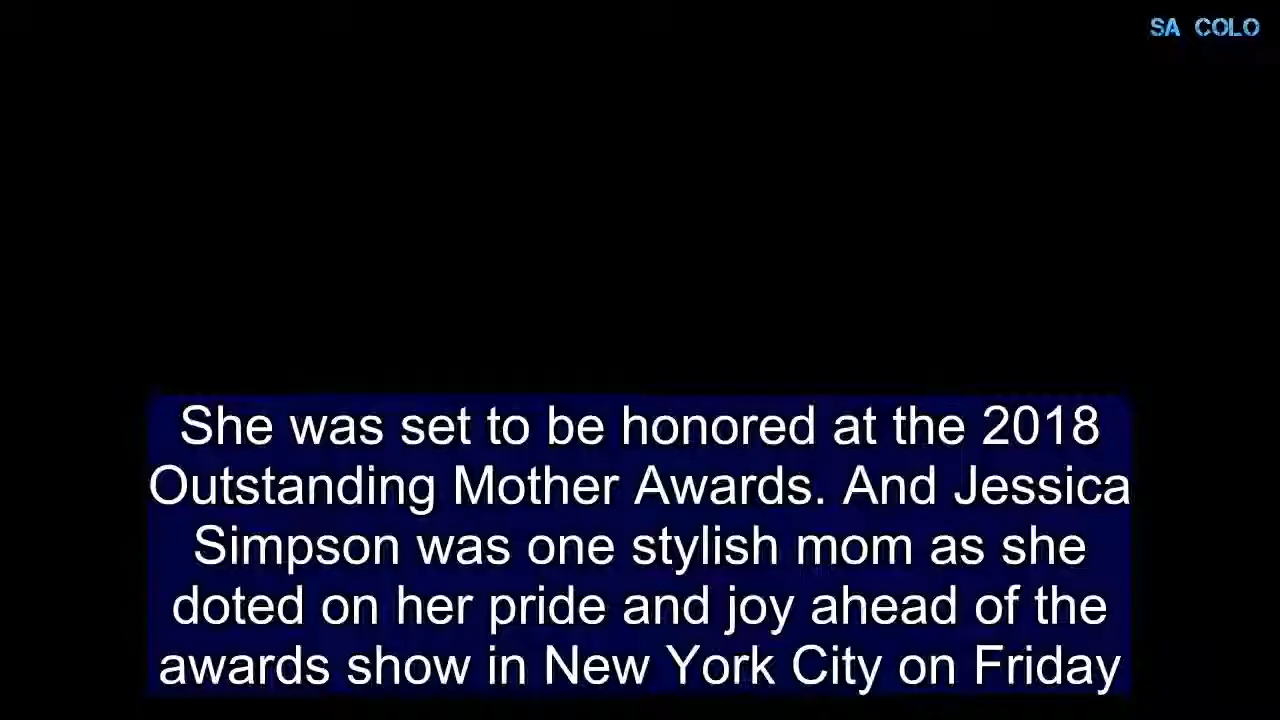 SA COLO
She was set to be honored at the 2018
Outstanding Mother Awards. And Jessica
Simpson was one stylish mom as she
doted on her pride and joy ahead of the
awards show in New York City on Friday